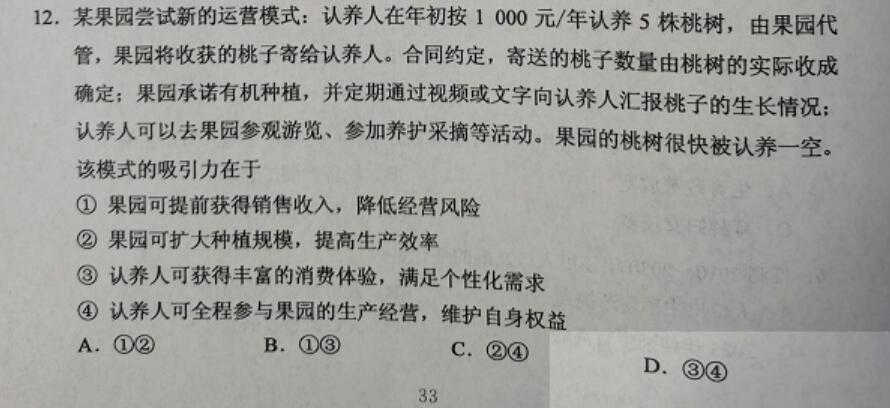 12. 某果园尝试新的运营模式：认养人在年初按 1 000 元/年认养 5 株桃树，由果园代
管，果园将收获的桃子寄给认养人。合同约定，寄送的桃子数量由桃树的实际收成
确定；果园承诺有机种植，并定期通过视频或文字向认养人汇报桃子的生长情况；
认养人可以去果园参观游览、参加养护采摘等活动。果园的桃树很快被认养一空。
该模式的吸引力在于
① 果园可提前获得销售收入，降低经营风险
② 果园可扩大种植规模，提高生产效率
③ 认养人可获得丰富的消费体验，满足个性化需求
④ 认养人可全程参与果园的生产经营，维护自身权益
A. ①② B. ①③ C. ②④ D. ③④
33